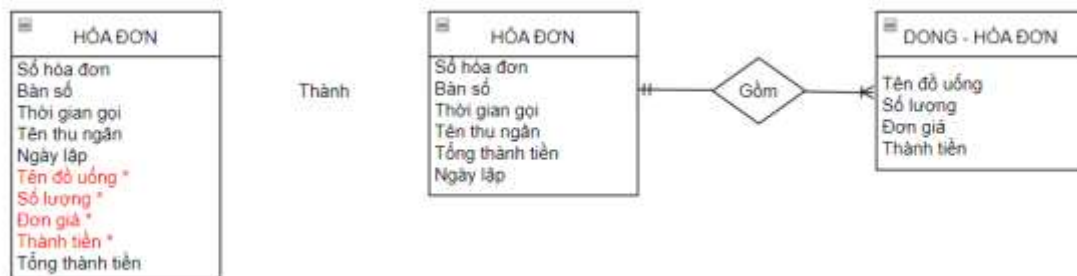 HÓA ĐƠN
Số hóa đơn
Bàn số
Thời gian gọi
Tên thu ngân
Ngày lập
Tên đồ uống *
Số lượng *
Đơn giá *
Thành tiền *
Tổng thành tiền
Thành
HÓA ĐƠN
Số hóa đơn
Bàn số
Thời gian gọi
Tên thu ngân
Tổng thành tiền
Ngày lập
Gồm
DONG - HÓA ĐƠN
Tên đồ uống
Số lượng
Đơn giá
Thành tiền